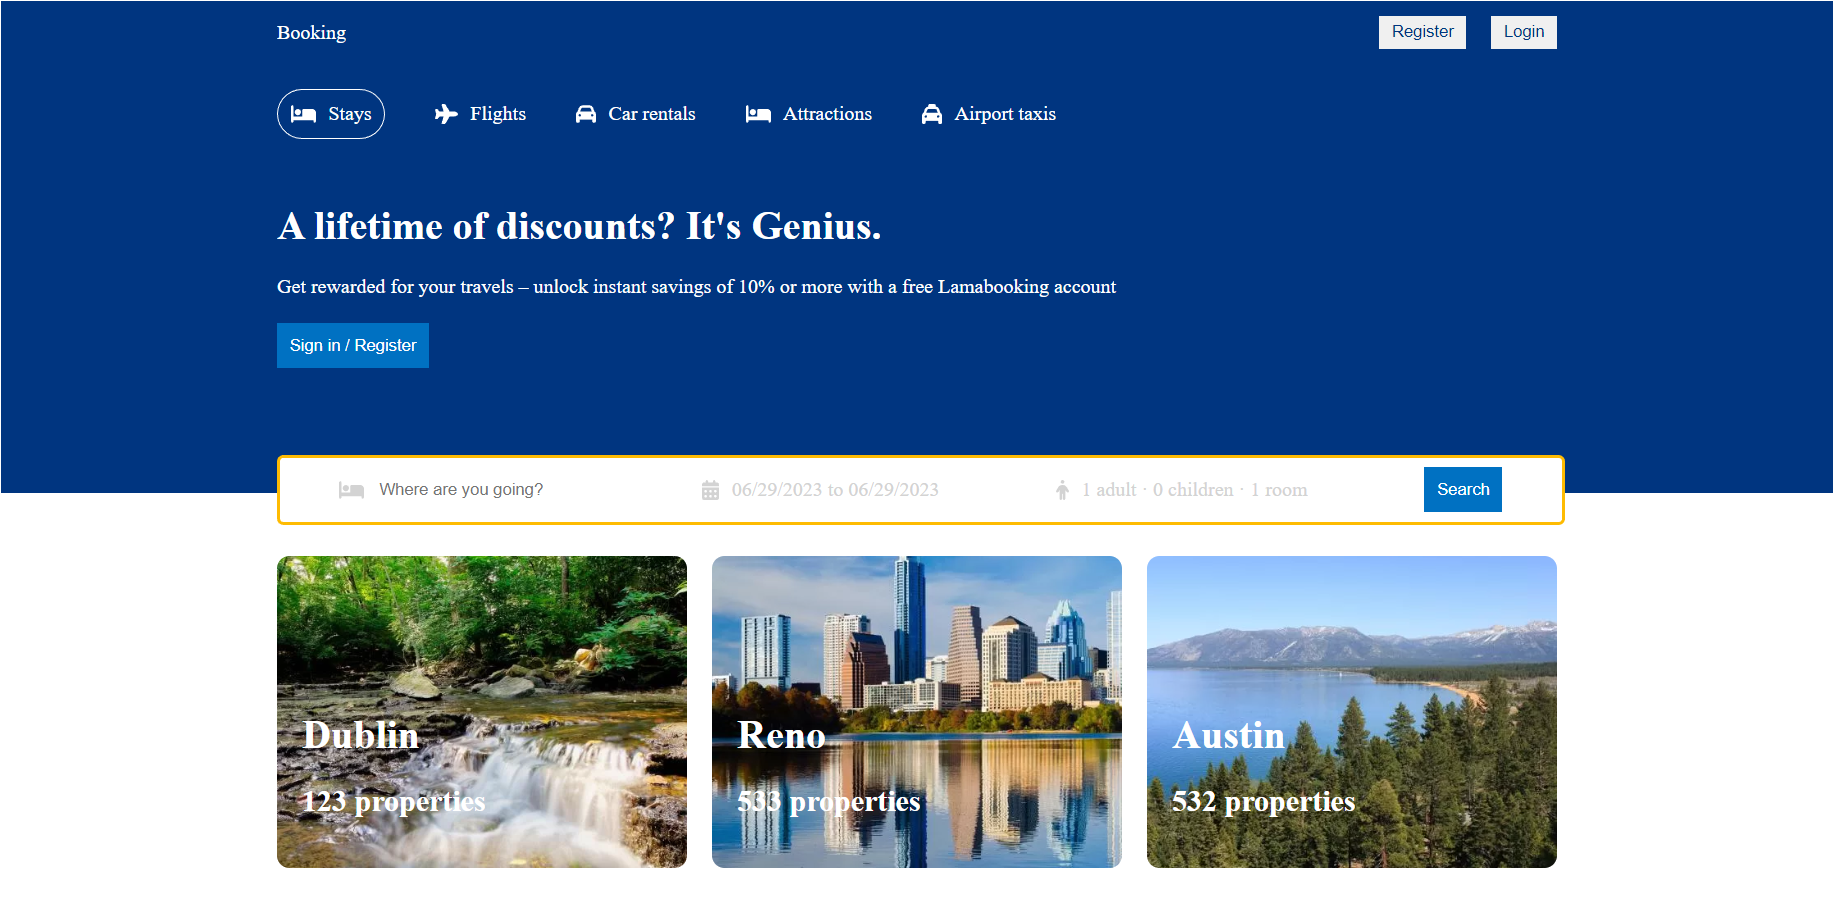 Booking
Register
Login
Stays
Flights
Car rentals
Attractions
Airport taxis
A lifetime of discounts? It's Genius.
Get rewarded for your travels – unlock instant savings of 10% or more with a free Lamabooking account
Sign in / Register
Where are you going?
06/29/2023 to 06/29/2023
1 adult · 0 children · 1 room
Search
Dublin
123 properties
Reno
533 properties
Austin
532 properties